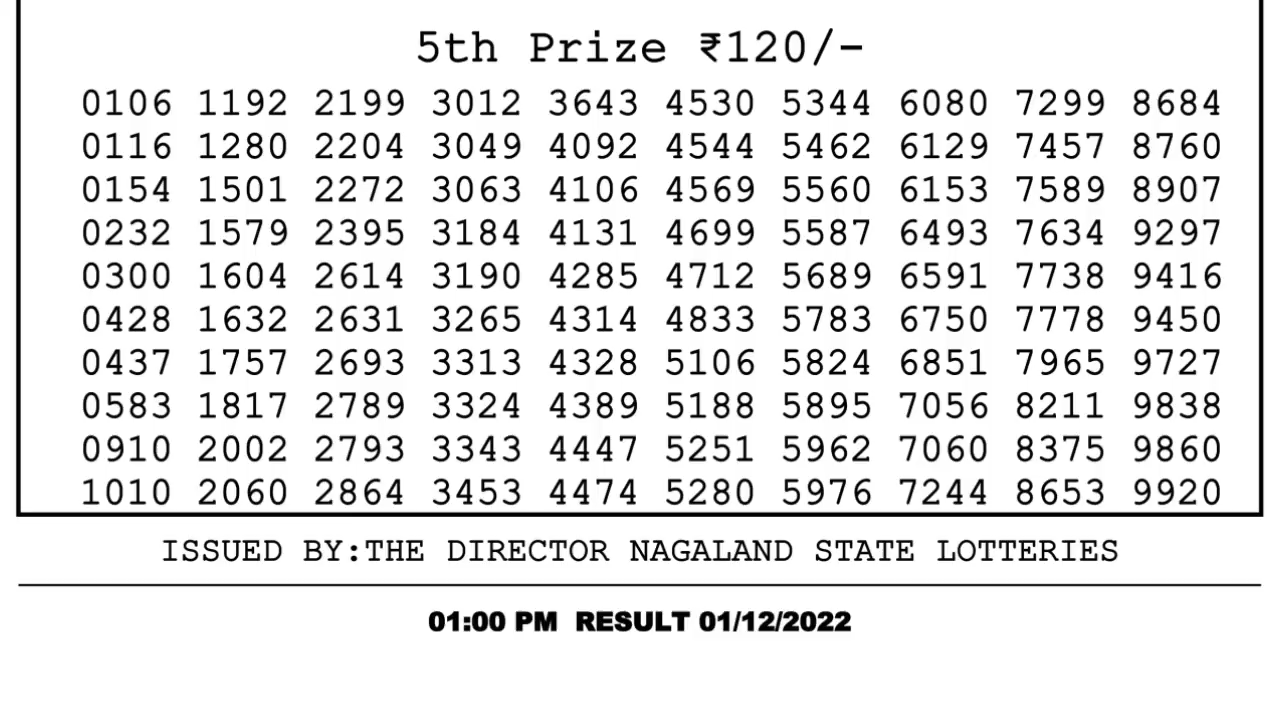 5th Prize ₹120/-
0106 1192 2199 3012 3643 4530 5344 6080 7299 8684
0116 1280 2204 3049 4092 4544 5462 6129 7457 8760
0154 1501 2272 3063 4106 4569 5560 6153 7589 8907
0232 1579 2395 3184 4131 4699 5587 6493 7634 9297
0300 1604 2614 3190 4285 4712 5689 6591 7738 9416
0428 1632 2631 3265 4314 4833 5783 6750 7778 9450
0437 1757 2693 3313 4328 5106 5824 6851 7965 9727
0583 1817 2789 3324 4389 5188 5895 7056 8211 9838
0910 2002 2793 3343 4447 5251 5962 7060 8375 9860
1010 2060 2864 3453 4474 5280 5976 7244 8653 9920
ISSUED BY:THE DIRECTOR NAGALAND STATE LOTTERIES
01:00 PM RESULT 01/12/2022